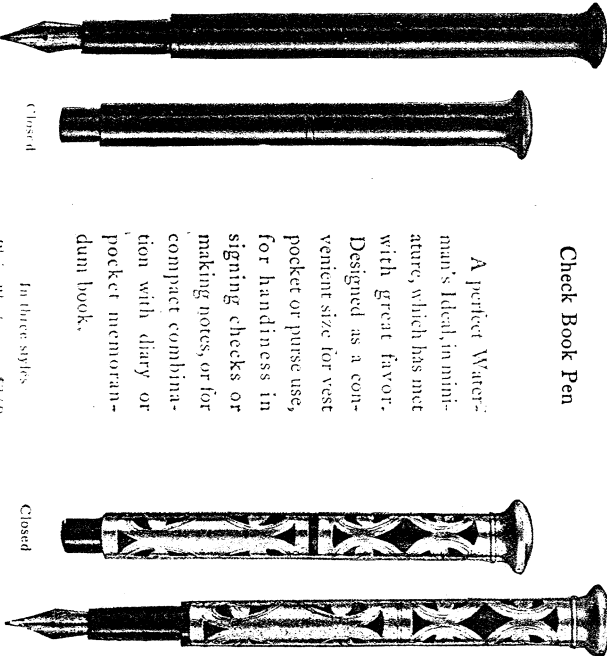 Check Book Pen
A perfect Water-
man's Ideal, in mini-
ature, which has met
with great favor.
Designed as a con-
venient size for vest
pocket or purse use,
for handiness in
signing checks or
making notes, or for
compact combina-
tion with diary or
pocket memoran-
dum book.
In three styles
Closed
Closed